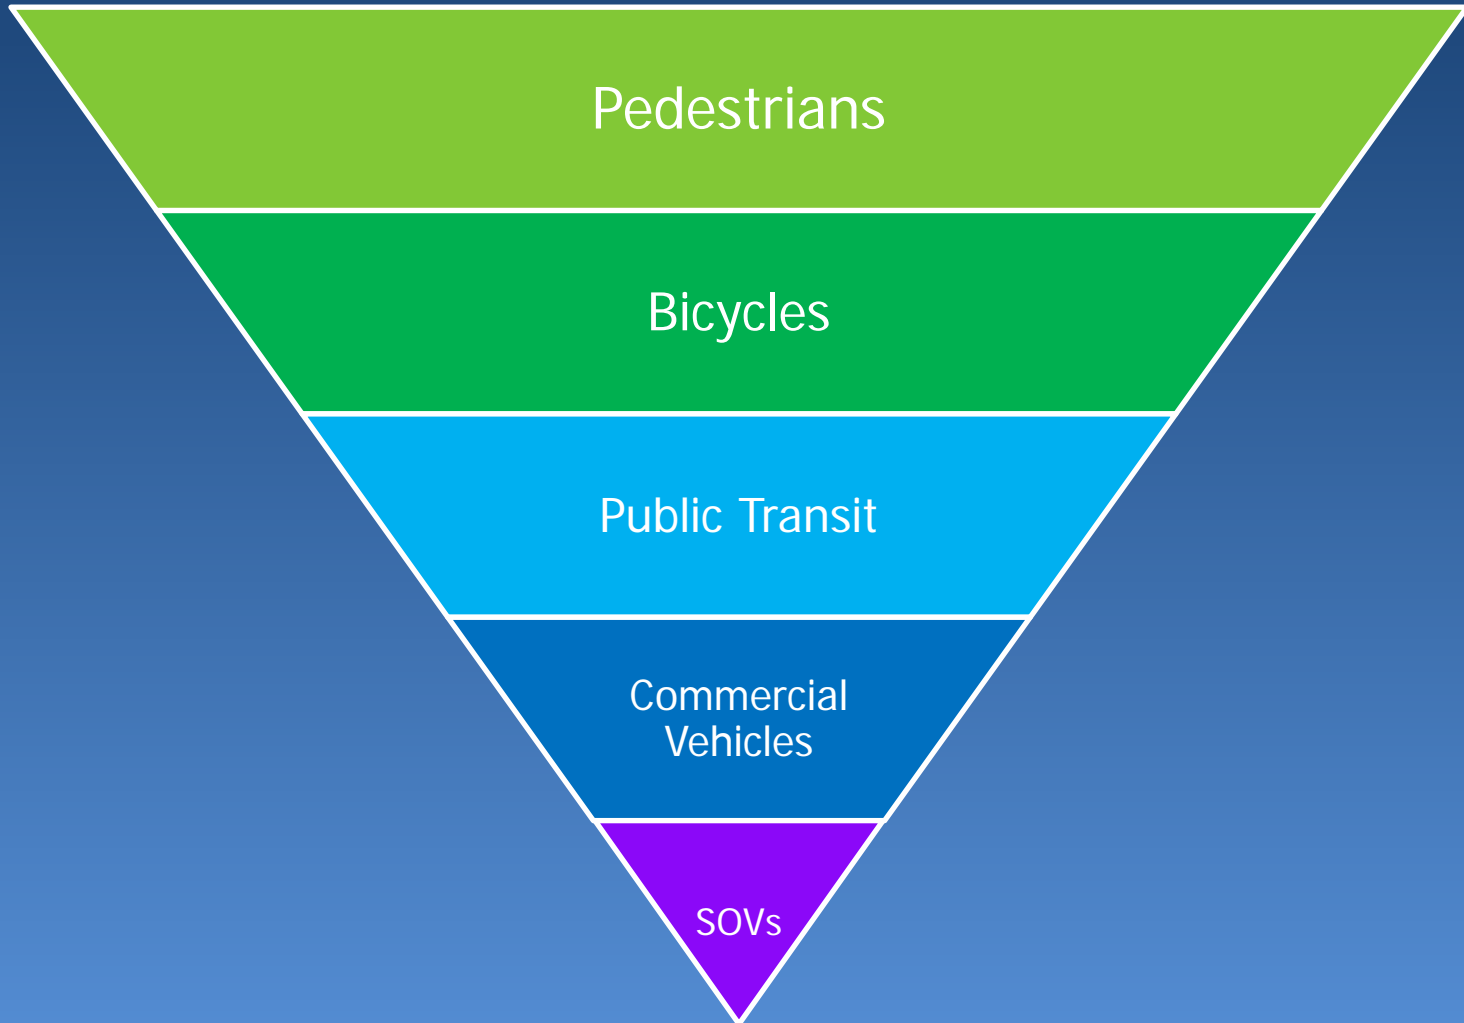 Pedestrians
Bicycles
Public Transit
Commercial
Vehicles
SOVs